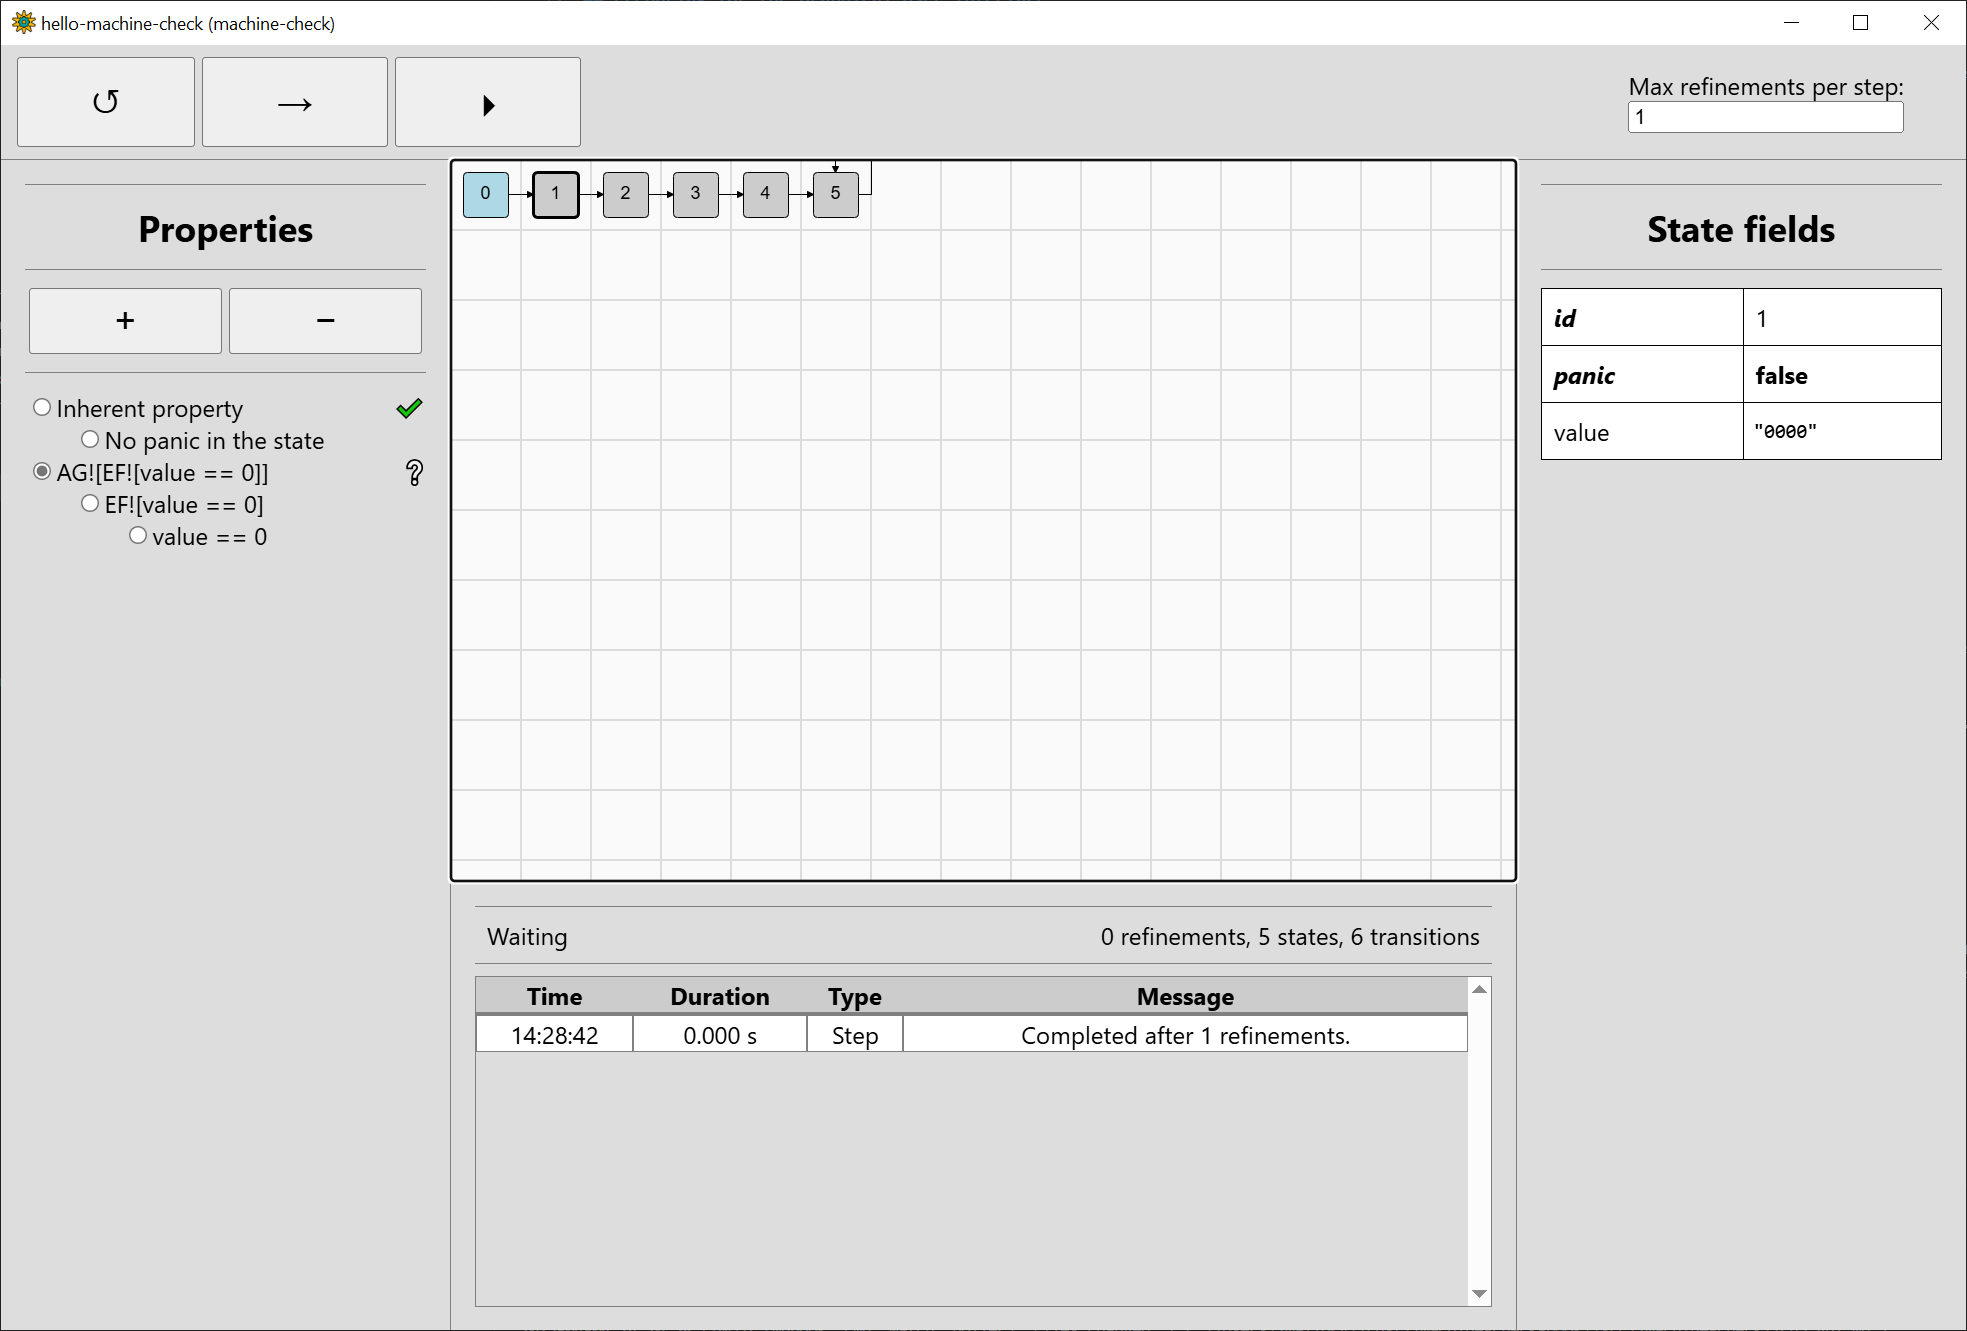 hello-machine-check (machine-check)
Max refinements per step:
1
Properties
+ −
Inherent property
No panic in the state
AG![EF![value == 0]]
?
EF![value == 0]
value == 0
0 1 2 3 4 5
State fields
id 1
panic false
value "0000"
Waiting 0 refinements, 5 states, 6 transitions
Time Duration Type Message
14:28:42 0.000 s Step Completed after 1 refinements.